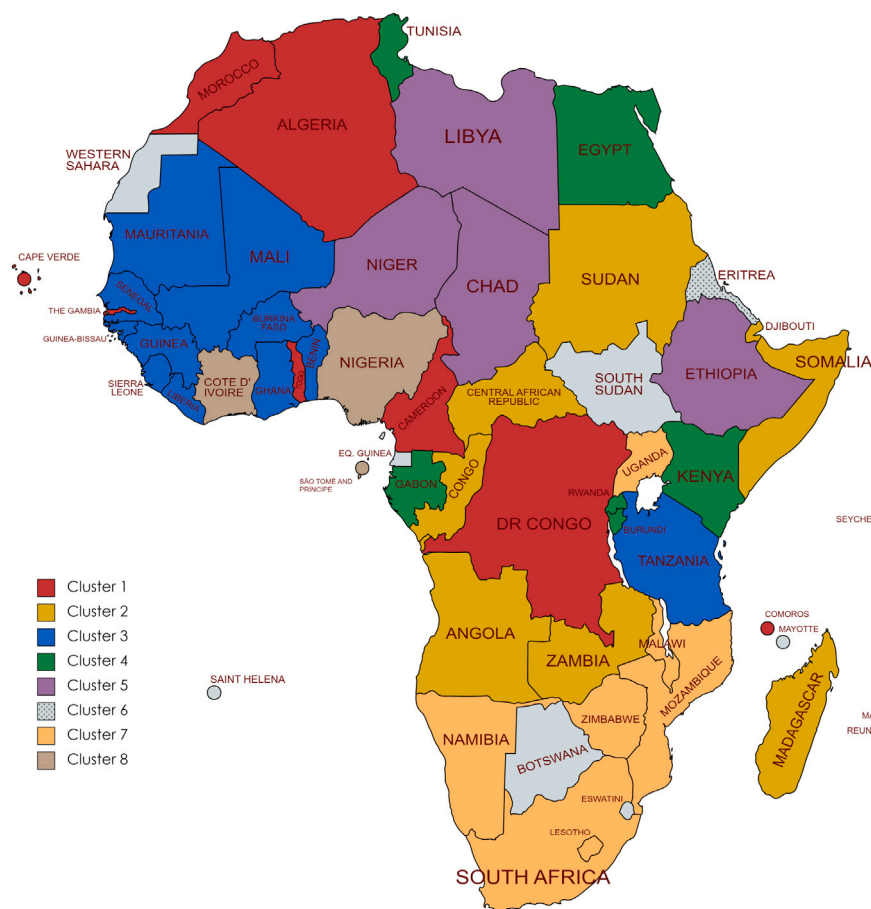 TUNISIA
MOROCCO
ALGERIA
LIBYA
EGYPT
WESTERN
SAHARA
MAURITANIA
MALI
NIGER
CHAD
SUDAN
ERITREA
CAPE VERDE
SENEGAL
THE GAMBIA
GUINEA-BISSAU
GUINEA
BURKINA
FASO
BENIN
TOGO
GHANA
COTE D'
IVOIRE
SIERRA
LEONE
LIBERIA
NIGERIA
CAMEROON
CENTRAL AFRICAN
REPUBLIC
SOUTH
SUDAN
ETHIOPIA
DJIBOUTI
SOMALIA
EQ. GUINEA
SÃO TOMÉ AND
PRÍNCIPE
GABON
CONGO
DR CONGO
UGANDA
KENYA
RWANDA
BURUNDI
TANZANIA
SEYCHE
COMOROS
MAYOTTE
ANGOLA
ZAMBIA
MALAWI
MOZAMBIQUE
MADAGASCAR
MA
REUN
SAINT HELENA
NAMIBIA
ZIMBABWE
BOTSWANA
ESWATINI
LESOTHO
SOUTH AFRICA
Cluster 1
Cluster 2
Cluster 3
Cluster 4
Cluster 5
Cluster 6
Cluster 7
Cluster 8